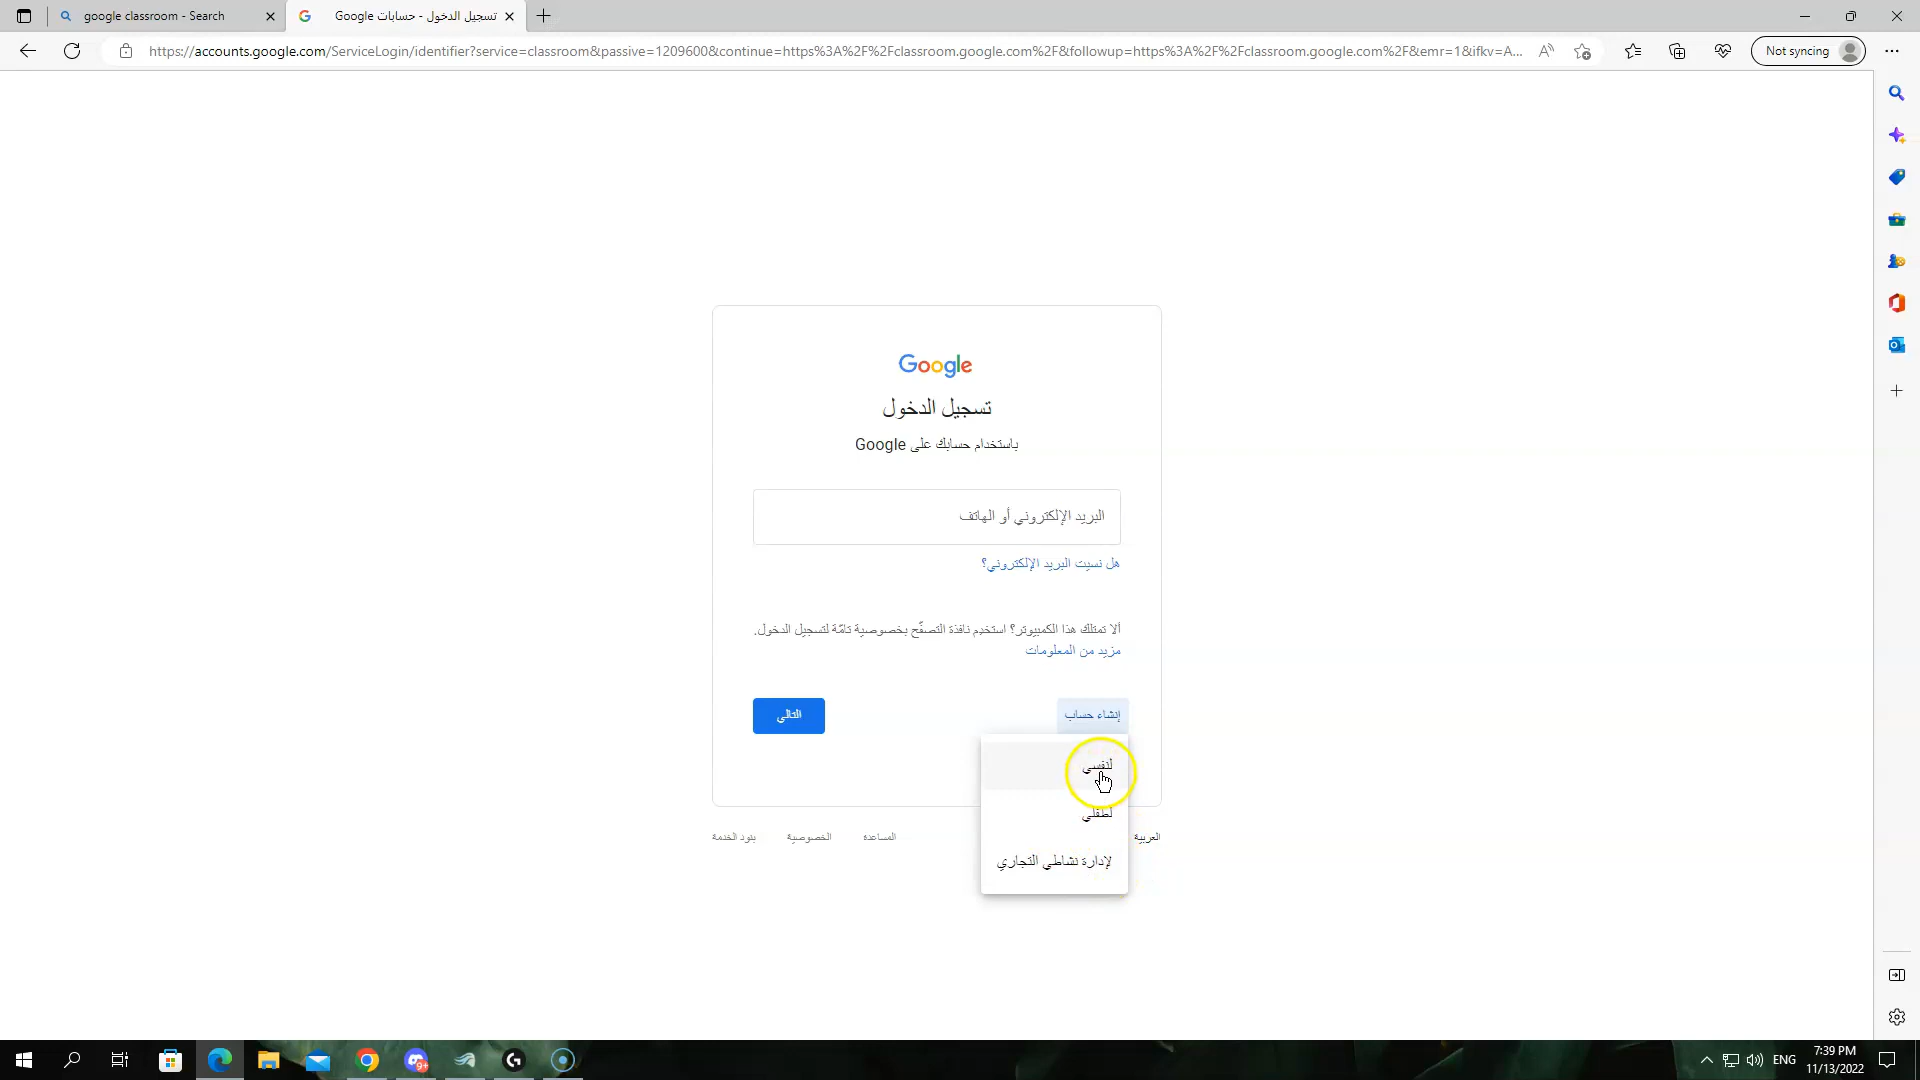 google classroom - Search
تسجيل الدخول - حسابات Google
https://accounts.google.com/ServiceLogin/identifier?service=classroom&passive=1209600&continue=https%3A%2F%2Fclassroom.google.com%2F&followup=https%3A%2F%2Fclassroom.google.com%2F&emr=1&ifkv=A...
Not syncing
Google
تسجيل الدخول
باستخدام حسابك على Google
البريد الإلكتروني أو الهاتف
هل نسيت البريد الإلكتروني؟
ألا تمتلك هذا الكمبيوتر؟ استخدِم نافذة التصفّح بخصوصية تامّة لتسجيل الدخول.
مزيد من المعلومات
إنشاء حساب
التالي
لنفسي
لطفلي
لإدارة نشاطي التجاري
العربية
المساعدة
الخصوصية
بنود الخدمة
9+
ENG
7:39 PM
11/13/2022